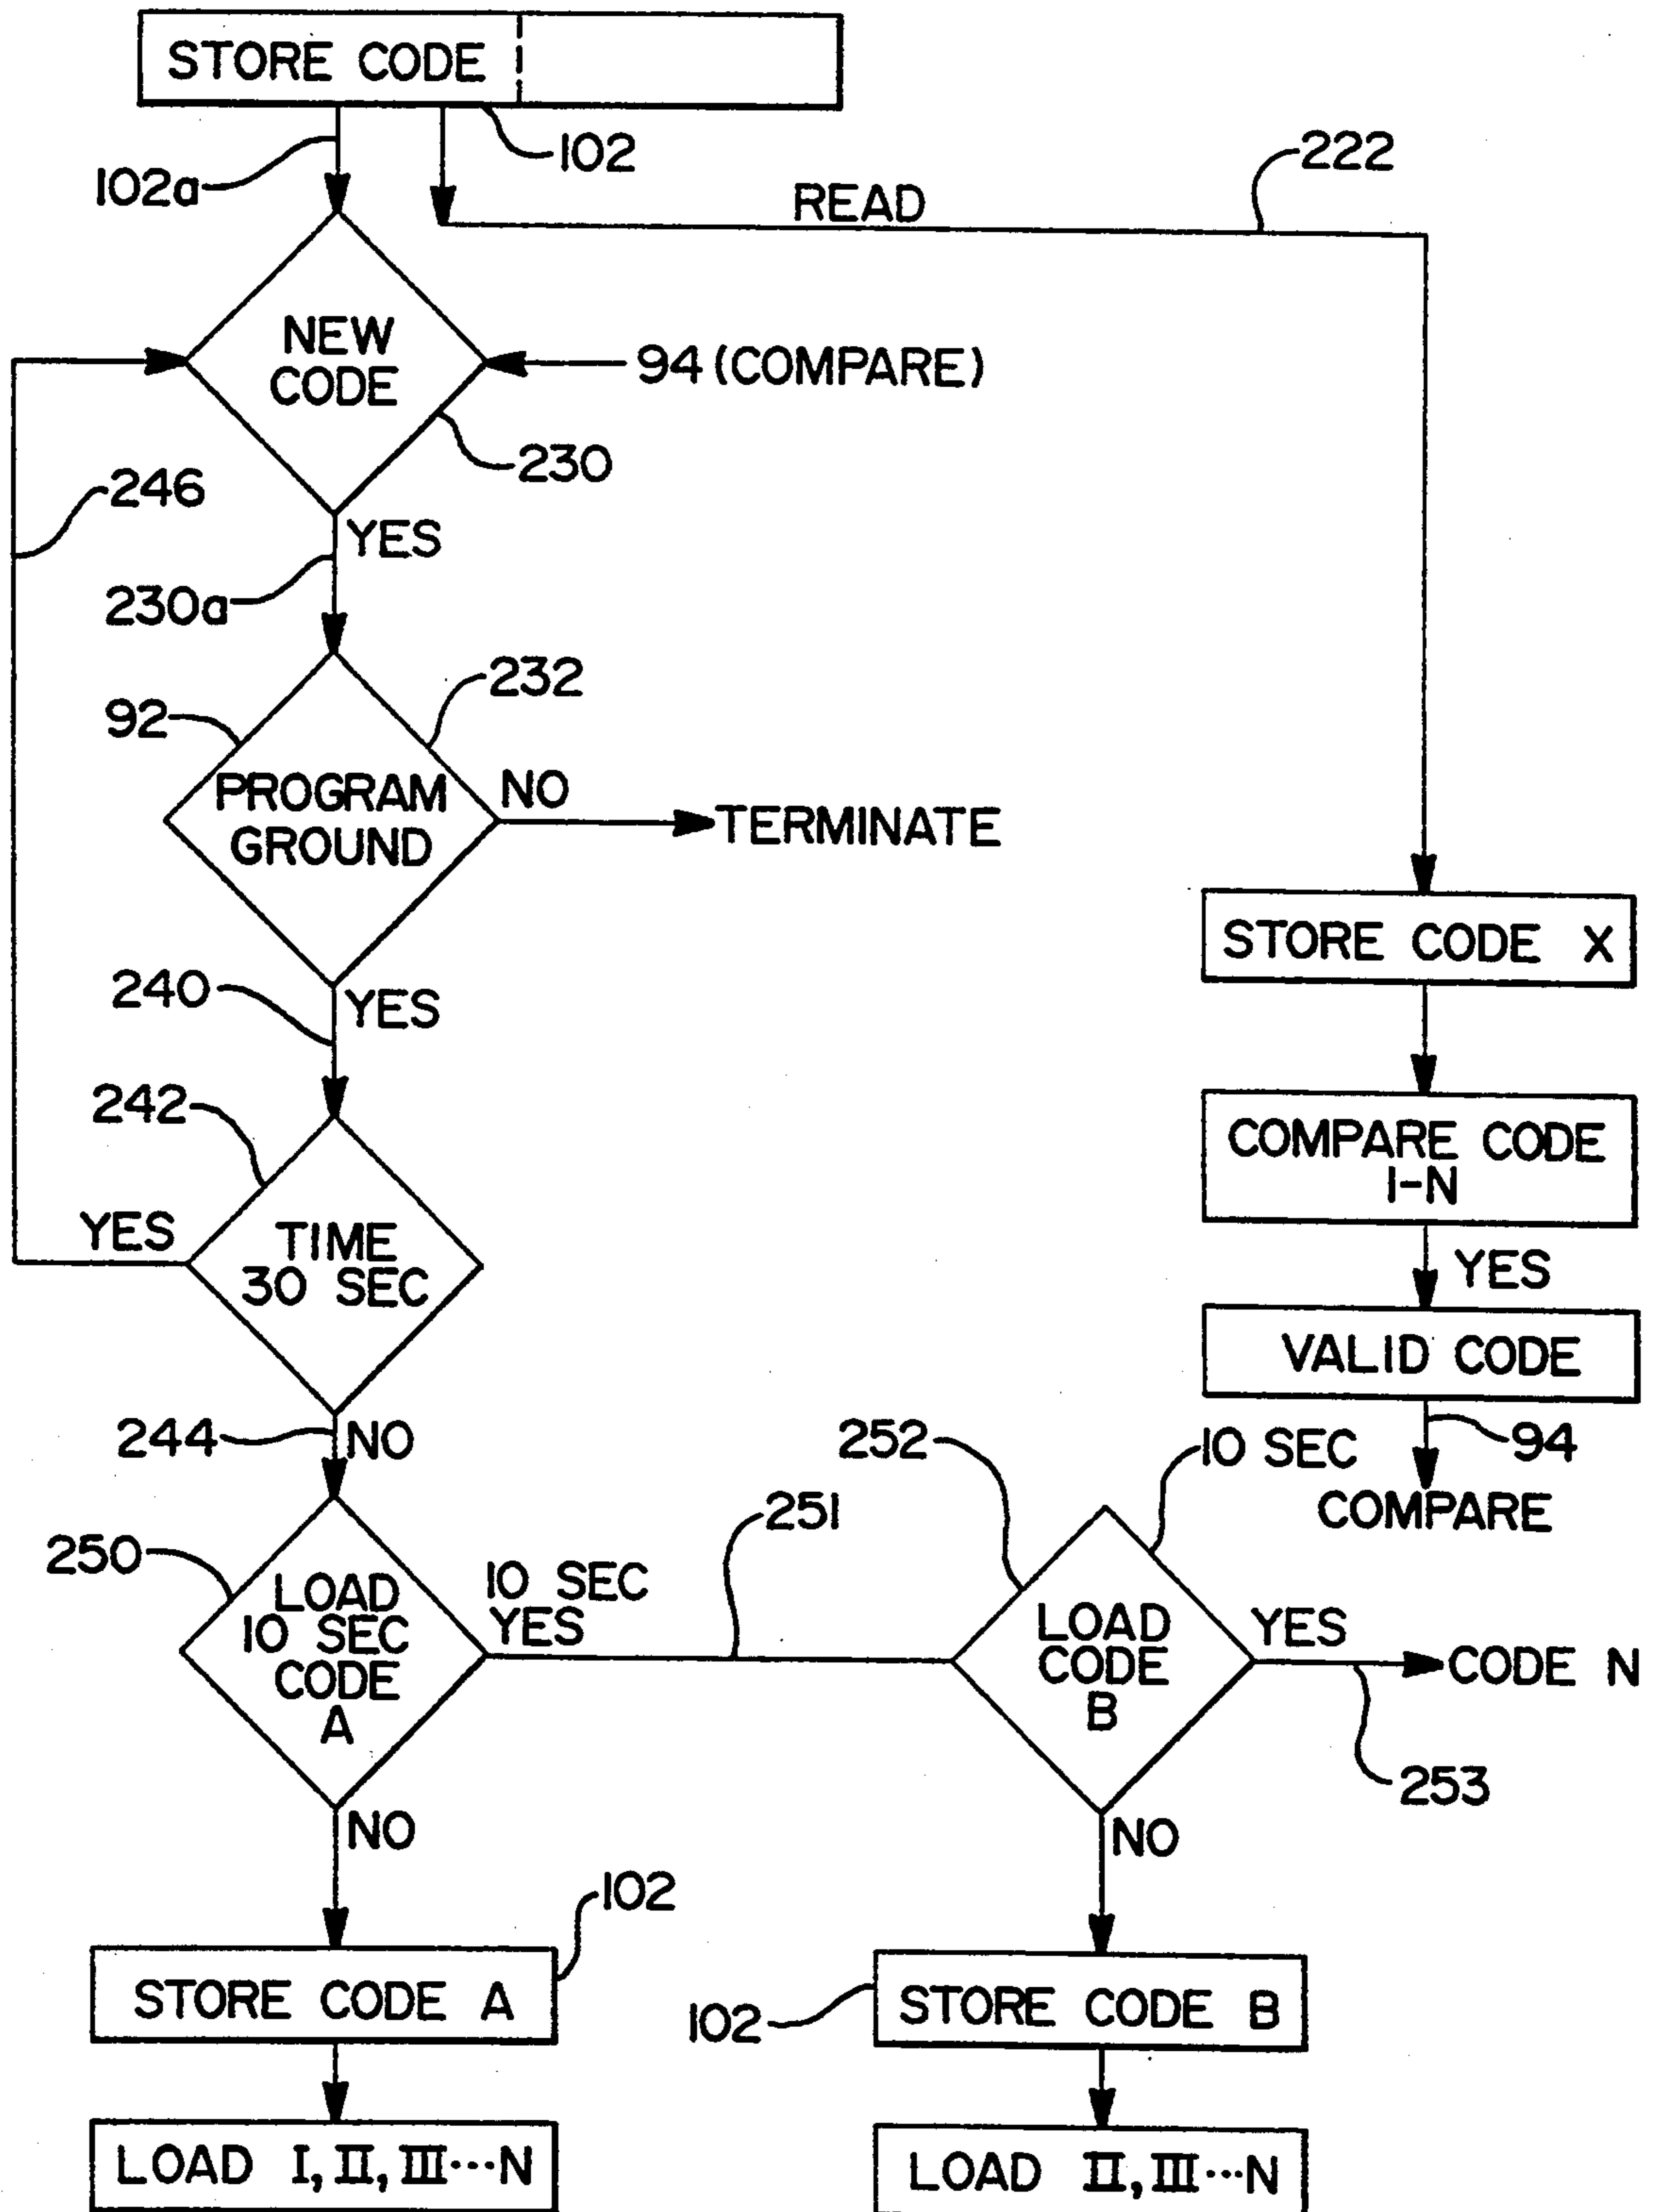 STORE CODE
102
102a
222
READ
NEW
CODE
94 (COMPARE)
230
246
YES
230a
232
92
PROGRAM
GROUND
NO
TERMINATE
STORE CODE X
240
YES
242
COMPARE CODE
1-N
YES
TIME
30 SEC
YES
VALID CODE
244
NO
252
10 SEC
94
COMPARE
251
250
LOAD
10 SEC
CODE
A
10 SEC
YES
LOAD
CODE
B
YES
CODE N
253
NO
NO
102
STORE CODE A
102
STORE CODE B
LOAD I, II, III···N
LOAD II, III···N